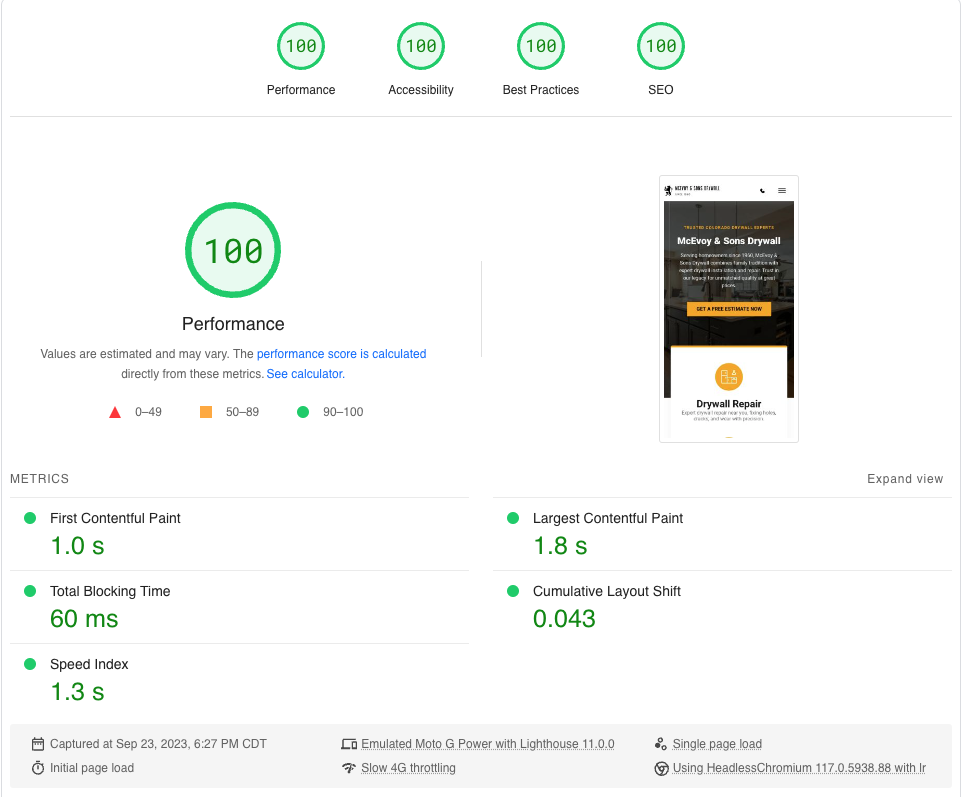 100 100 100 100
Performance Accessibility Best Practices SEO
100
Performance
Values are estimated and may vary. The performance score is calculated
directly from these metrics. See calculator.
0–49 50–89 90–100
McEVOY & SONS DRYWALL
TRUSTED COLORADO DRYWALL EXPERTS
McEvoy & Sons Drywall
Serving homeowners since 1960, McEvoy &
Sons Drywall combines family tradition with
expert drywall installation and repair. Trust in
our legacy for unmatched quality at great
prices.
GET A FREE ESTIMATE NOW
Drywall Repair
Expert drywall repair near you, fixing holes,
cracks, and wear with precision.
METRICS Expand view
First Contentful Paint
1.0 s
Largest Contentful Paint
1.8 s
Total Blocking Time
60 ms
Cumulative Layout Shift
0.043
Speed Index
1.3 s
Captured at Sep 23, 2023, 6:27 PM CDT
Emulated Moto G Power with Lighthouse 11.0.0
Single page load
Initial page load
Slow 4G throttling
Using HeadlessChromium 117.0.5938.88 with lr